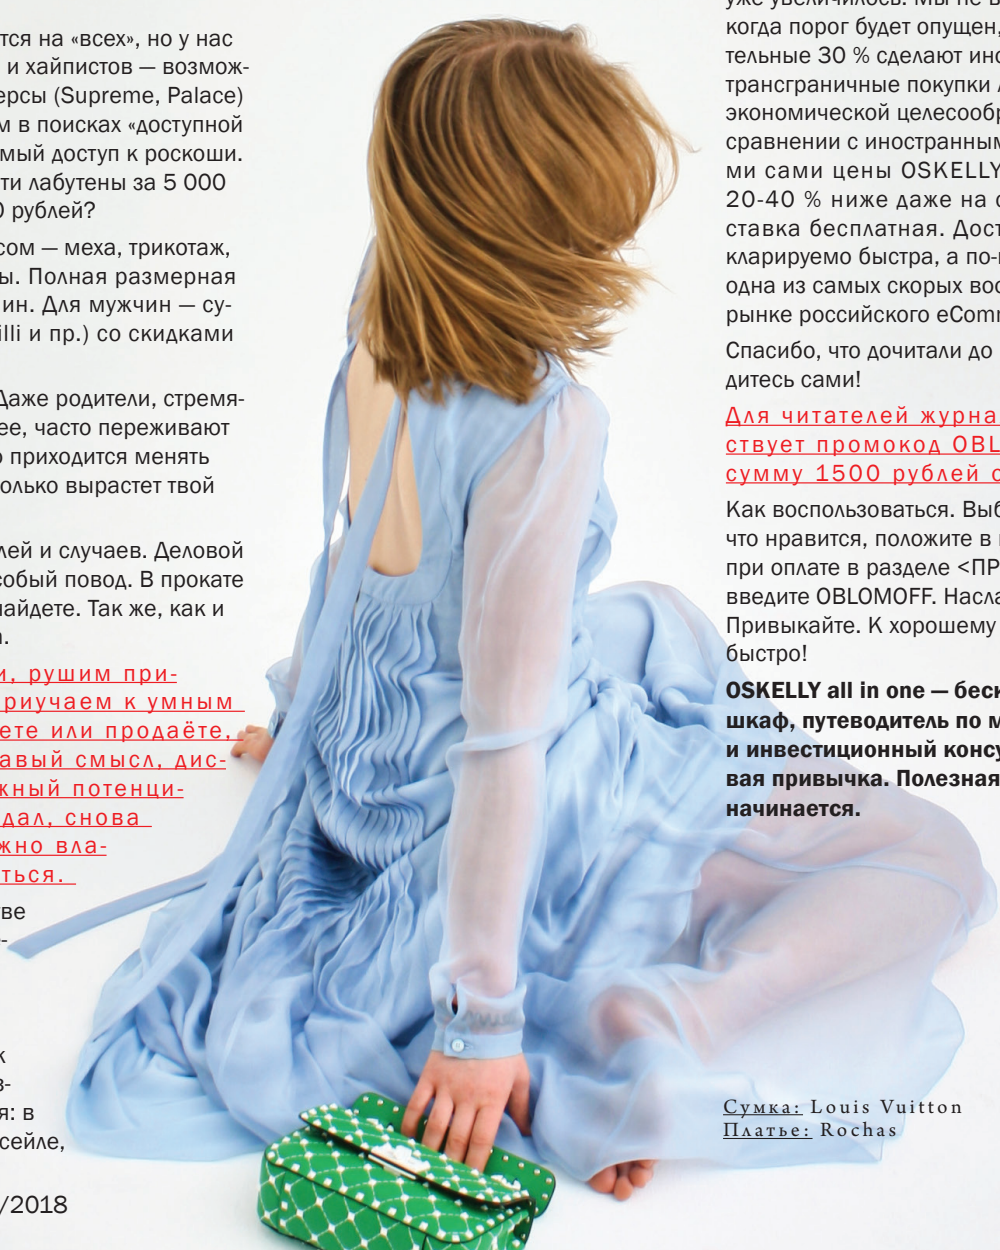 тся на «всех», но у нас
и хайпистов — возмож-
ерсы (Supreme, Palace)
м в поисках «доступной
мый доступ к роскоши.
ти лабутены за 5 000
0 рублей?
сом — меха, трикотаж,
ы. Полная размерная
ин. Для мужчин — су-
illi и пр.) со скидками
Даже родители, стремя-
ее, часто переживают
о приходится менять
олько вырастет твой
лей и случаев. Деловой
собый повод. В прокате
найдете. Так же, как и
а.
и, рушим при-
риучаем к умным
ете или продаёте,
авый смысл, дис-
жный потенци-
дал, снова
жно вла-
ться.
тве
о-
к
з-
я: в
сейле,
/2018
уже увеличилось. Мы не в
когда порог будет опущен,
тельные 30 % сделают ино
трансграничные покупки
экономической целесообр
сравнении с иностранным
ми сами цены OSKELLY
20-40 % ниже даже на
ставка бесплатная. Дост
кларируемо быстра, а по-
одна из самых скорых вос
рынке российского eCom
Спасибо, что дочитали до
дитесь сами!
Для читателей журна
ствует промокод OBL
сумму 1500 рублей
Как воспользоваться. Выб
что нравится, положите в
при оплате в разделе <ПР
введите OBLOMOFF. Насла
Привыкайте. К хорошему
быстро!
OSKELLY all in one — беск
шкаф, путеводитель по м
и инвестиционный консу
вая привычка. Полезная
начинается.
Сумка: Louis Vuitton
Платье: Rochas